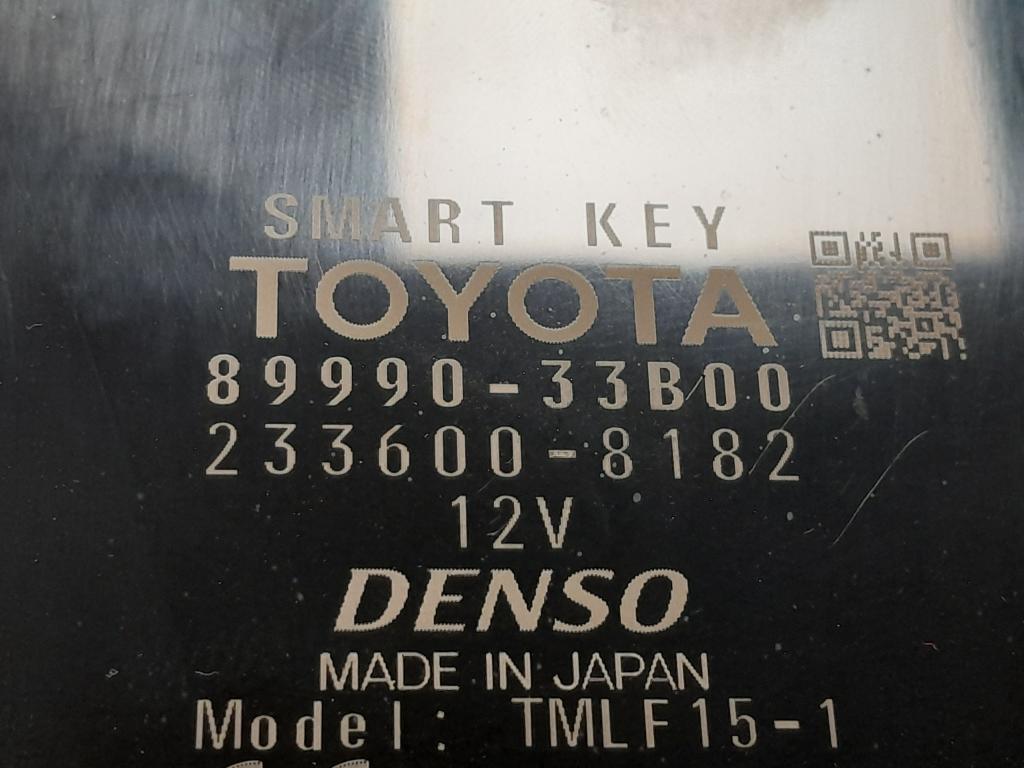 SMART KEY
TOYOTA
89990-33B00
233600-8182
12V
DENSO
MADE IN JAPAN
Model: TMLF15-1